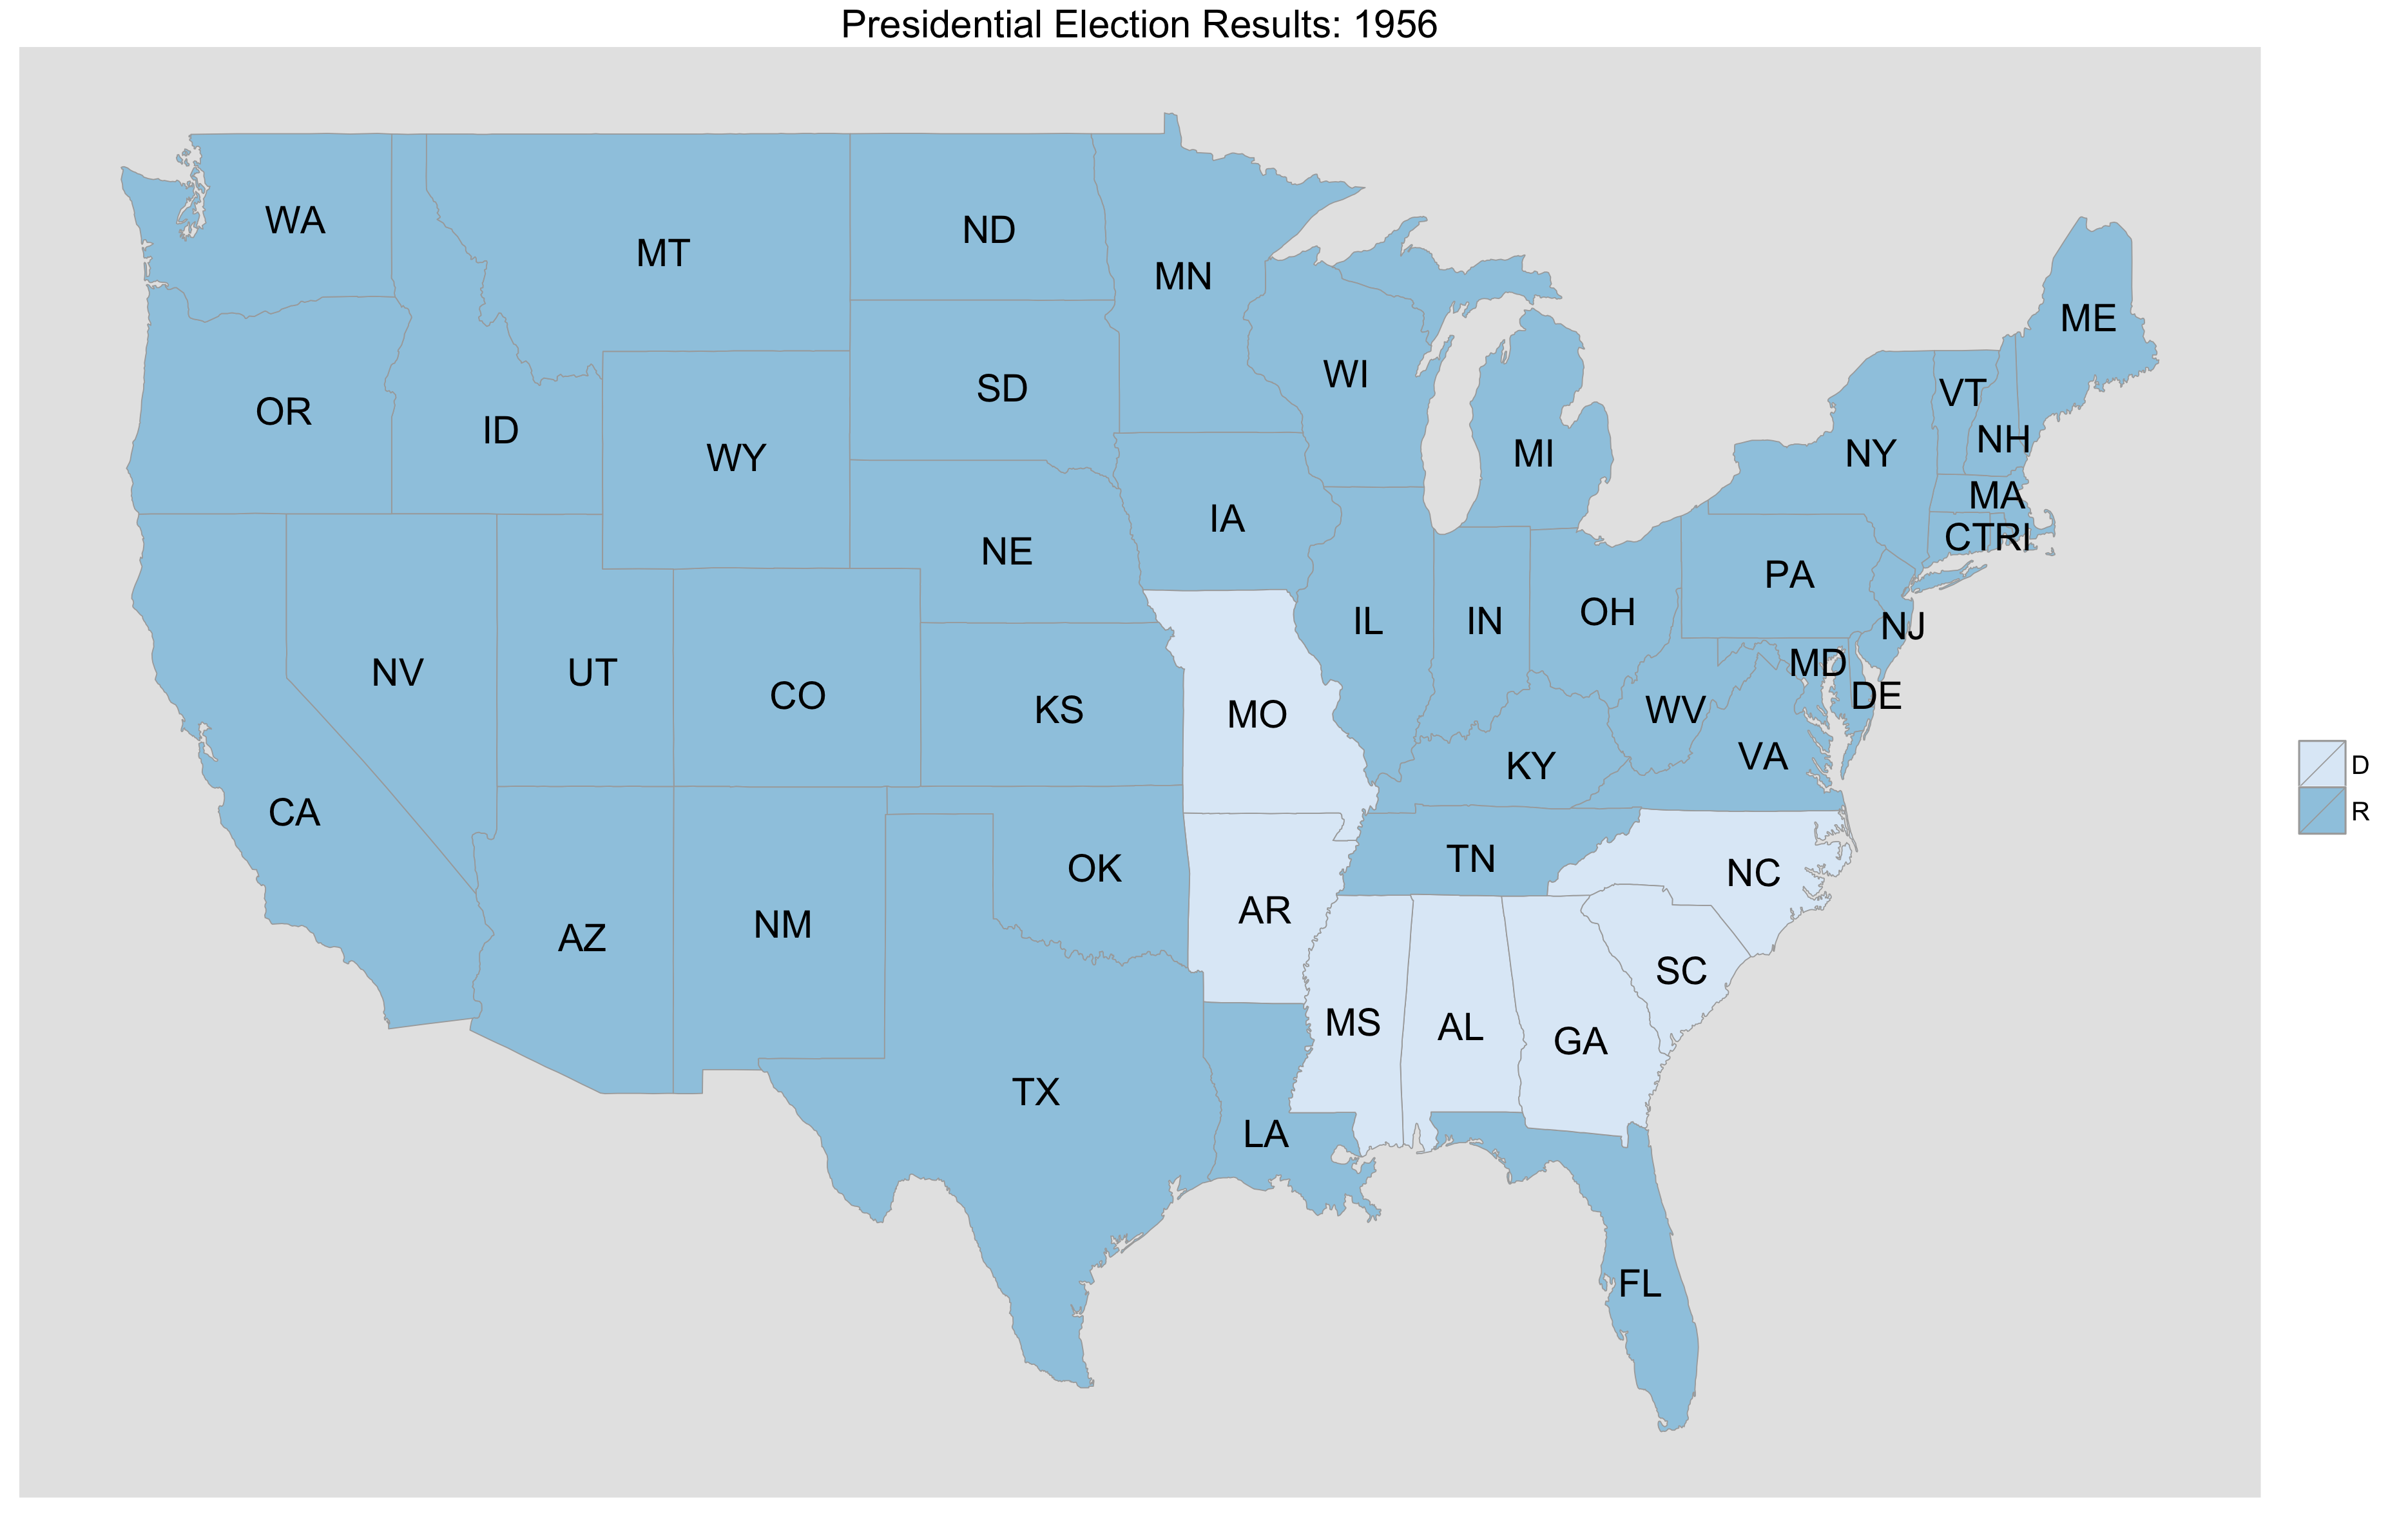 Presidential Election Results: 1956
WA
MT
ND
MN
ME
OR
ID
WY
SD
WI
MI
NY
VT
NH
MA
CTRI
IA
NE
PA
IL
IN
OH
NJ
NV
UT
CO
KS
MO
WV
MD
DE
KY
VA
D
R
CA
OK
TN
NC
AZ
NM
AR
SC
TX
MS
AL
GA
LA
FL